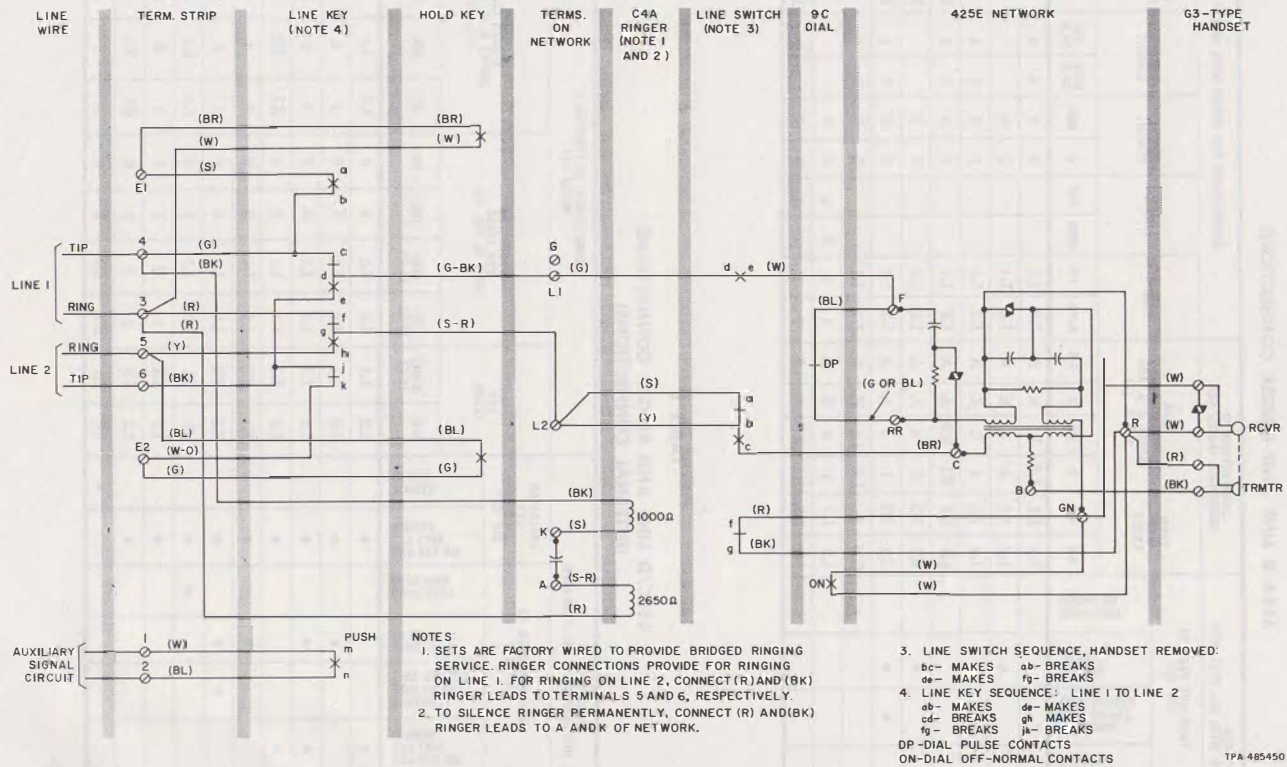 LINE WIRE
TERM. STRIP
LINE KEY (NOTE 4)
HOLD KEY
TERMS. ON NETWORK
C4A RINGER (NOTE 1 AND 2)
LINE SWITCH (NOTE 3)
9C DIAL
425E NETWORK
G3-TYPE HANDSET
(BR) (BR)
(W) (W)
(S) a
E1 b
LINE 1
TIP 4 (G) c
(BK) d
(G-BK) G (G) d e (W)
L1
e
RING 3 (R) f
(R) g (S-R)
LINE 2
RING 5 (Y) h
TIP 6 (BK) j
k
(BL) (BL)
E2 (W-O)
(G) (G)
L2
(S) a
(Y) b
c
(BL) F
DP
(G OR BL)
RR
(BR) C
B
R
GN
(W)
(W) RCVR
(R)
(BK) TRMTR
(BK)
1000Ω
K (S)
A (S-R)
2650Ω
(R)
f (R)
g (BK)
(W)
ON (W)
AUXILIARY SIGNAL CIRCUIT
1 (W) PUSH
m
2 (BL) n
NOTES
1. SETS ARE FACTORY WIRED TO PROVIDE BRIDGED RINGING
SERVICE. RINGER CONNECTIONS PROVIDE FOR RINGING
ON LINE 1. FOR RINGING ON LINE 2, CONNECT (R) AND (BK)
RINGER LEADS TO TERMINALS 5 AND 6, RESPECTIVELY.
2. TO SILENCE RINGER PERMANENTLY, CONNECT (R) AND (BK)
RINGER LEADS TO A AND K OF NETWORK.
3. LINE SWITCH SEQUENCE, HANDSET REMOVED:
bc- MAKES ab- BREAKS
de- MAKES fg- BREAKS
4. LINE KEY SEQUENCE: LINE 1 TO LINE 2
ab- MAKES de- MAKES
cd- BREAKS gh MAKES
fg- BREAKS jk- BREAKS
DP-DIAL PULSE CONTACTS
ON-DIAL OFF-NORMAL CONTACTS
TPA 485450